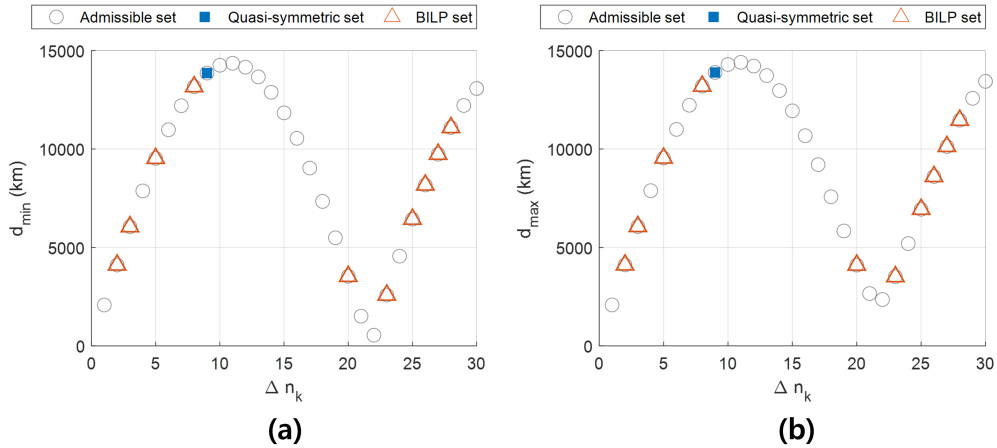 Admissible set Quasi-symmetric set BILP set
15000
10000
5000
0
d_min (km)
0 5 10 15 20 25 30
Δ n_k
(a)
Admissible set Quasi-symmetric set BILP set
15000
10000
5000
0
d_max (km)
0 5 10 15 20 25 30
Δ n_k
(b)